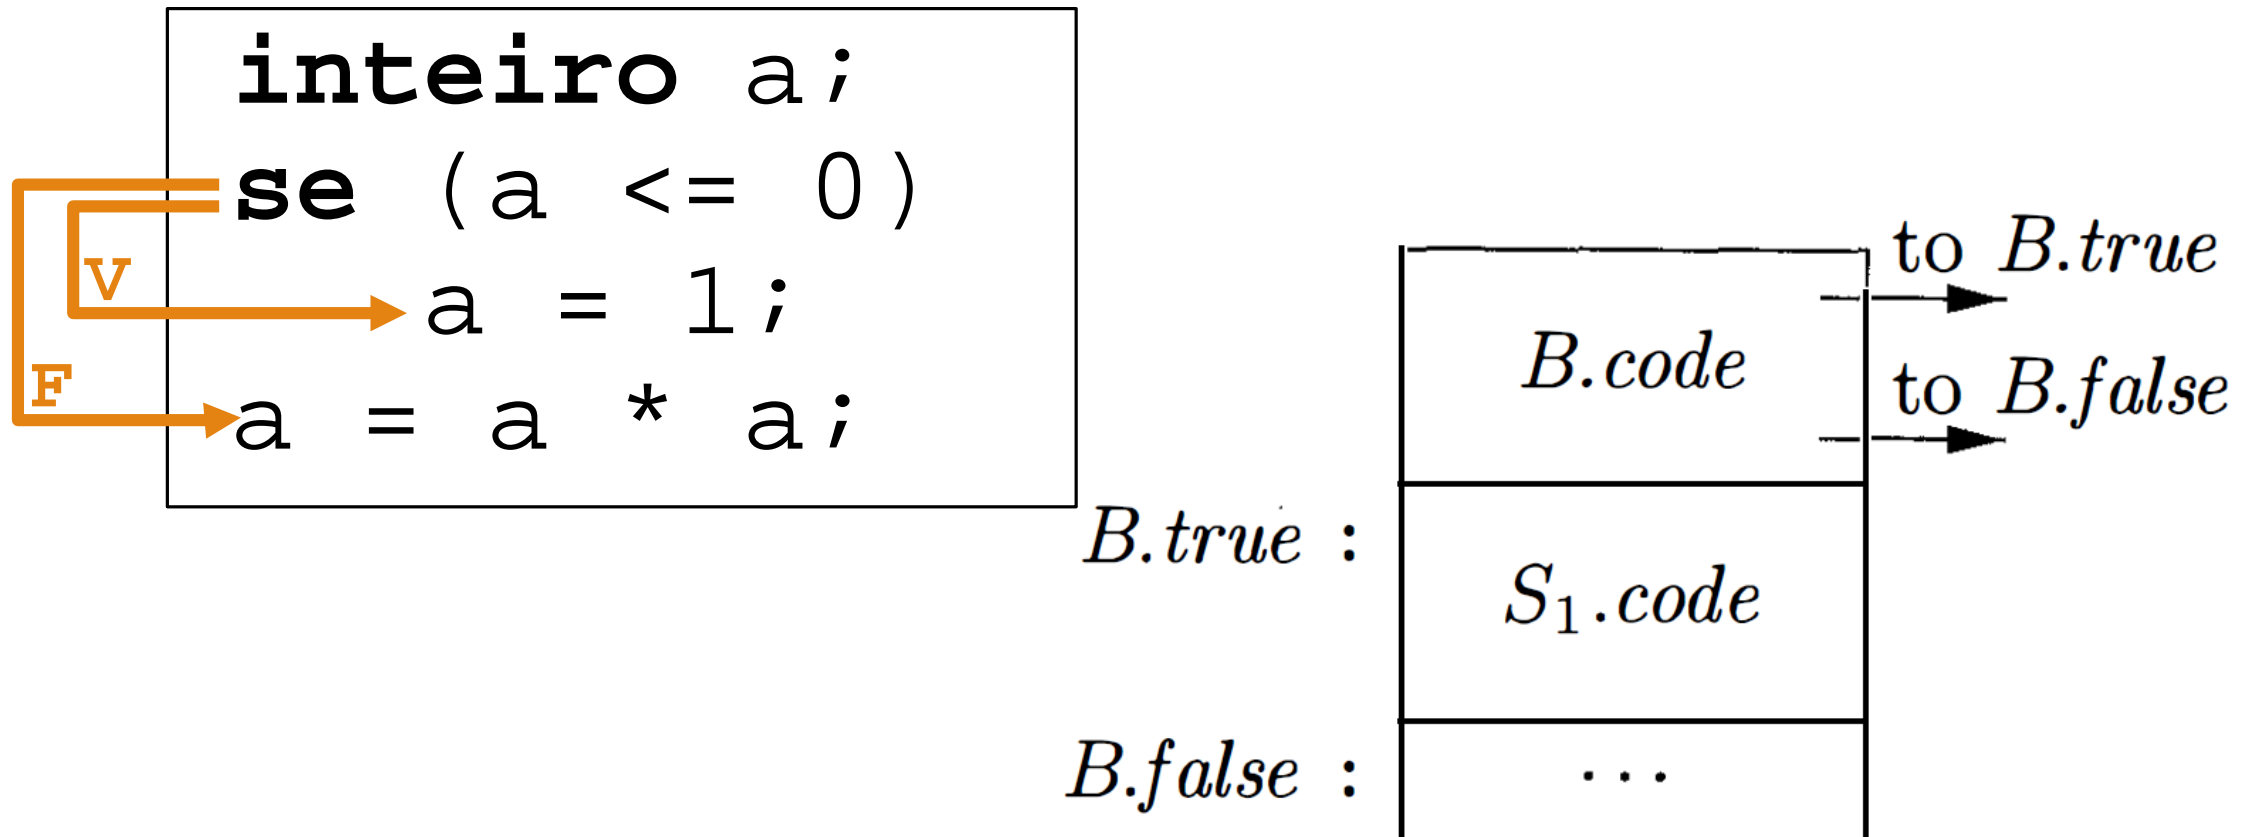 inteiro a;
se (a <= 0)
V
a = 1;
F
a = a * a;
to B.true
B.code
to B.false
B.true :
S₁.code
B.false :
...